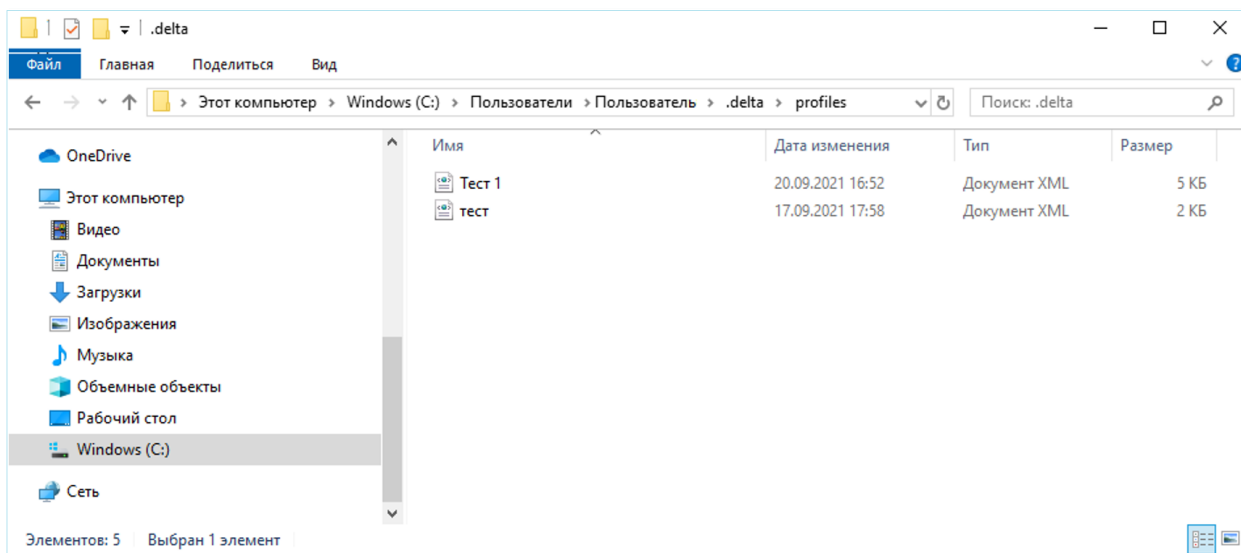 .delta
Файл Главная Поделиться Вид
Этот компьютер > Windows (C:) > Пользователи > Пользователь > .delta > profiles Поиск: .delta
Имя Дата изменения Тип Размер
OneDrive
Этот компьютер
Видео
Документы
Загрузки
Изображения
Музыка
Объемные объекты
Рабочий стол
Windows (C:)
Сеть
Тест 1 20.09.2021 16:52 Документ XML 5 КБ
тест 17.09.2021 17:58 Документ XML 2 КБ
Элементов: 5 Выбран 1 элемент